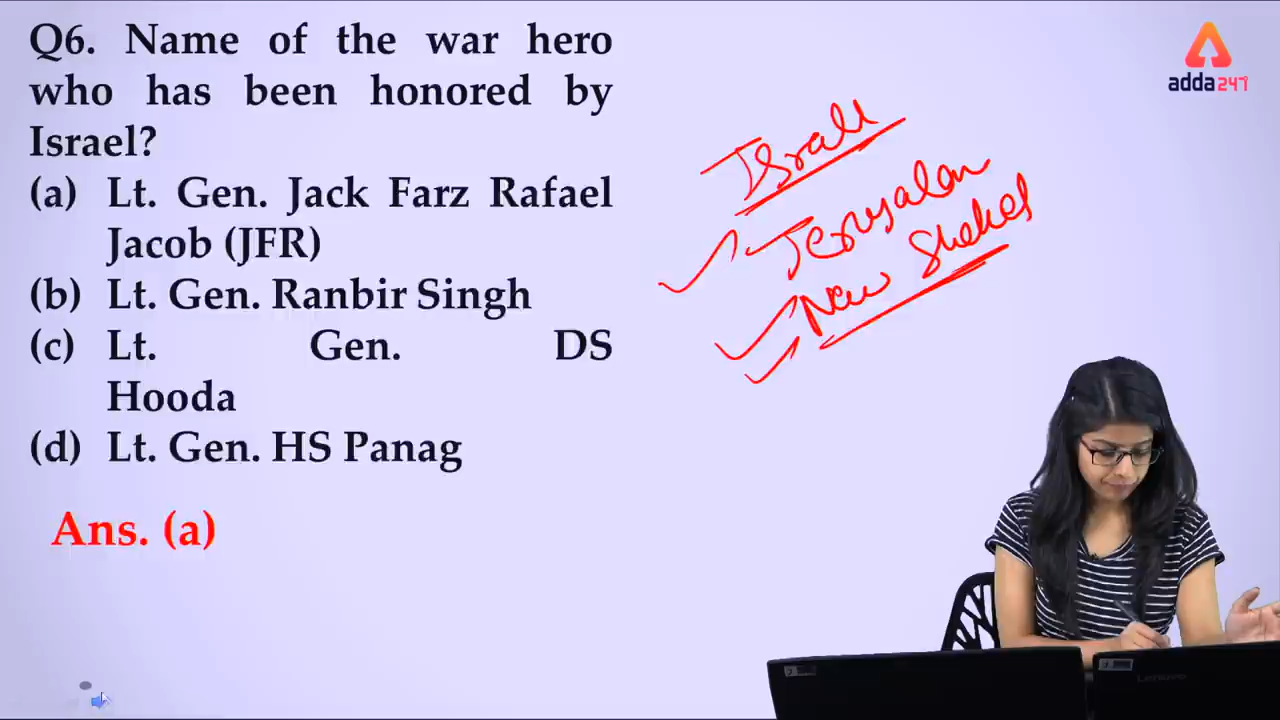 Q6. Name of the war hero
who has been honored by
Israel?
(a) Lt. Gen. Jack Farz Rafael
Jacob (JFR)
(b) Lt. Gen. Ranbir Singh
(c) Lt. Gen. DS
Hooda
(d) Lt. Gen. HS Panag
Ans. (a)
adda247
Jerusalem
New Shekel
Lenovo